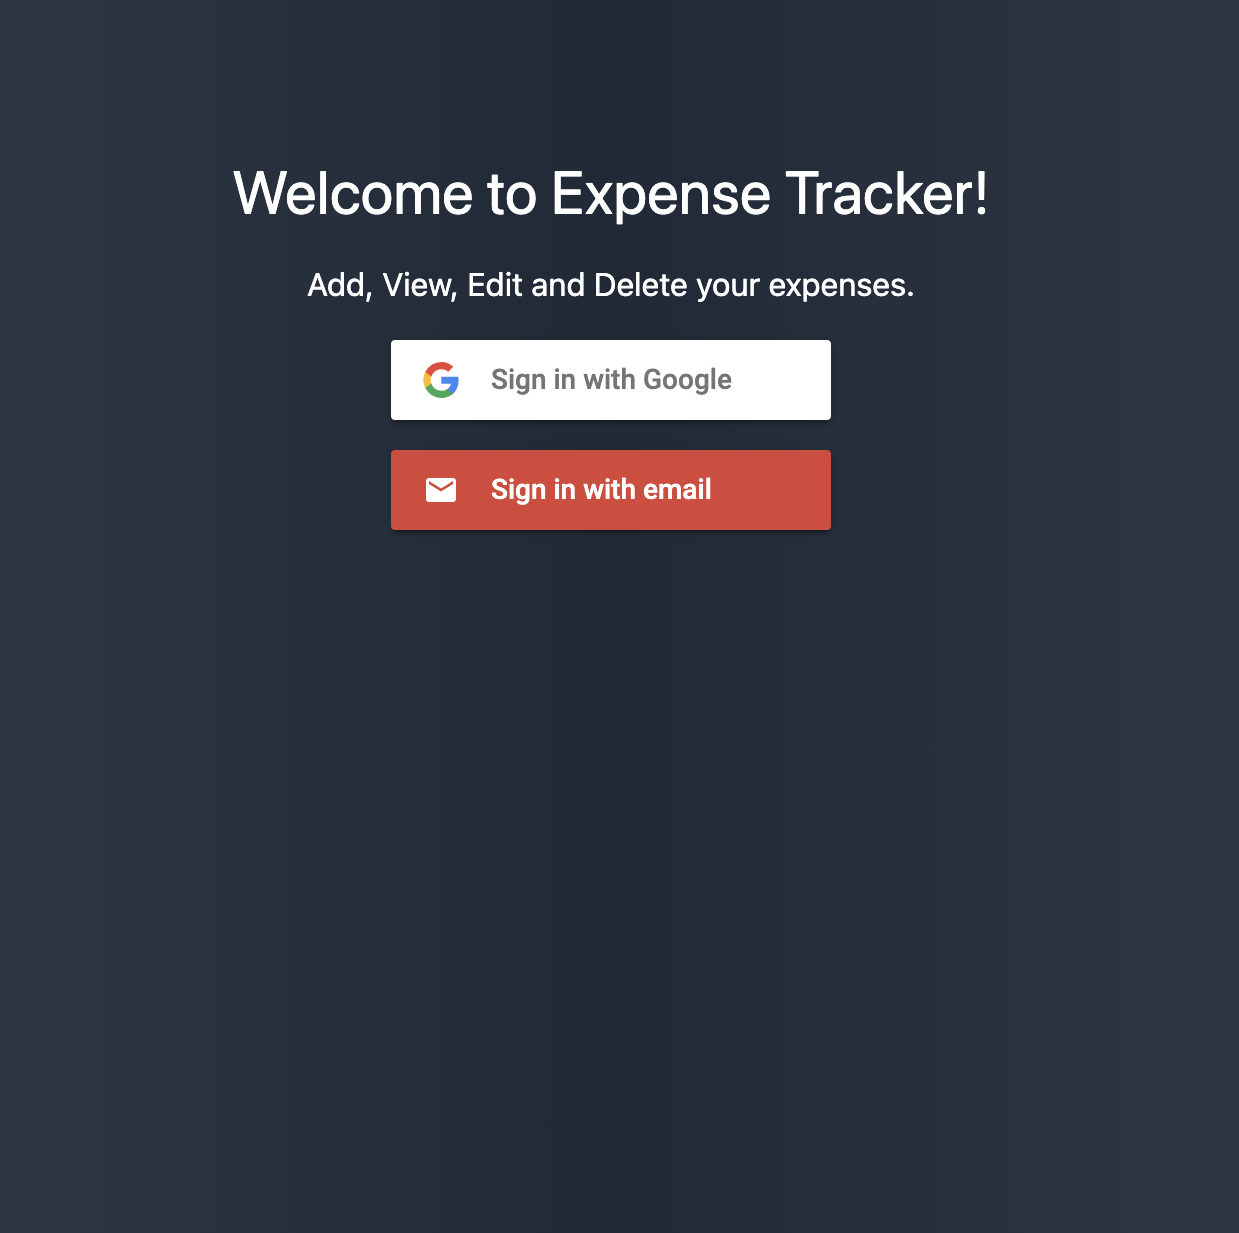 Welcome to Expense Tracker!
Add, View, Edit and Delete your expenses.
Sign in with Google
Sign in with email